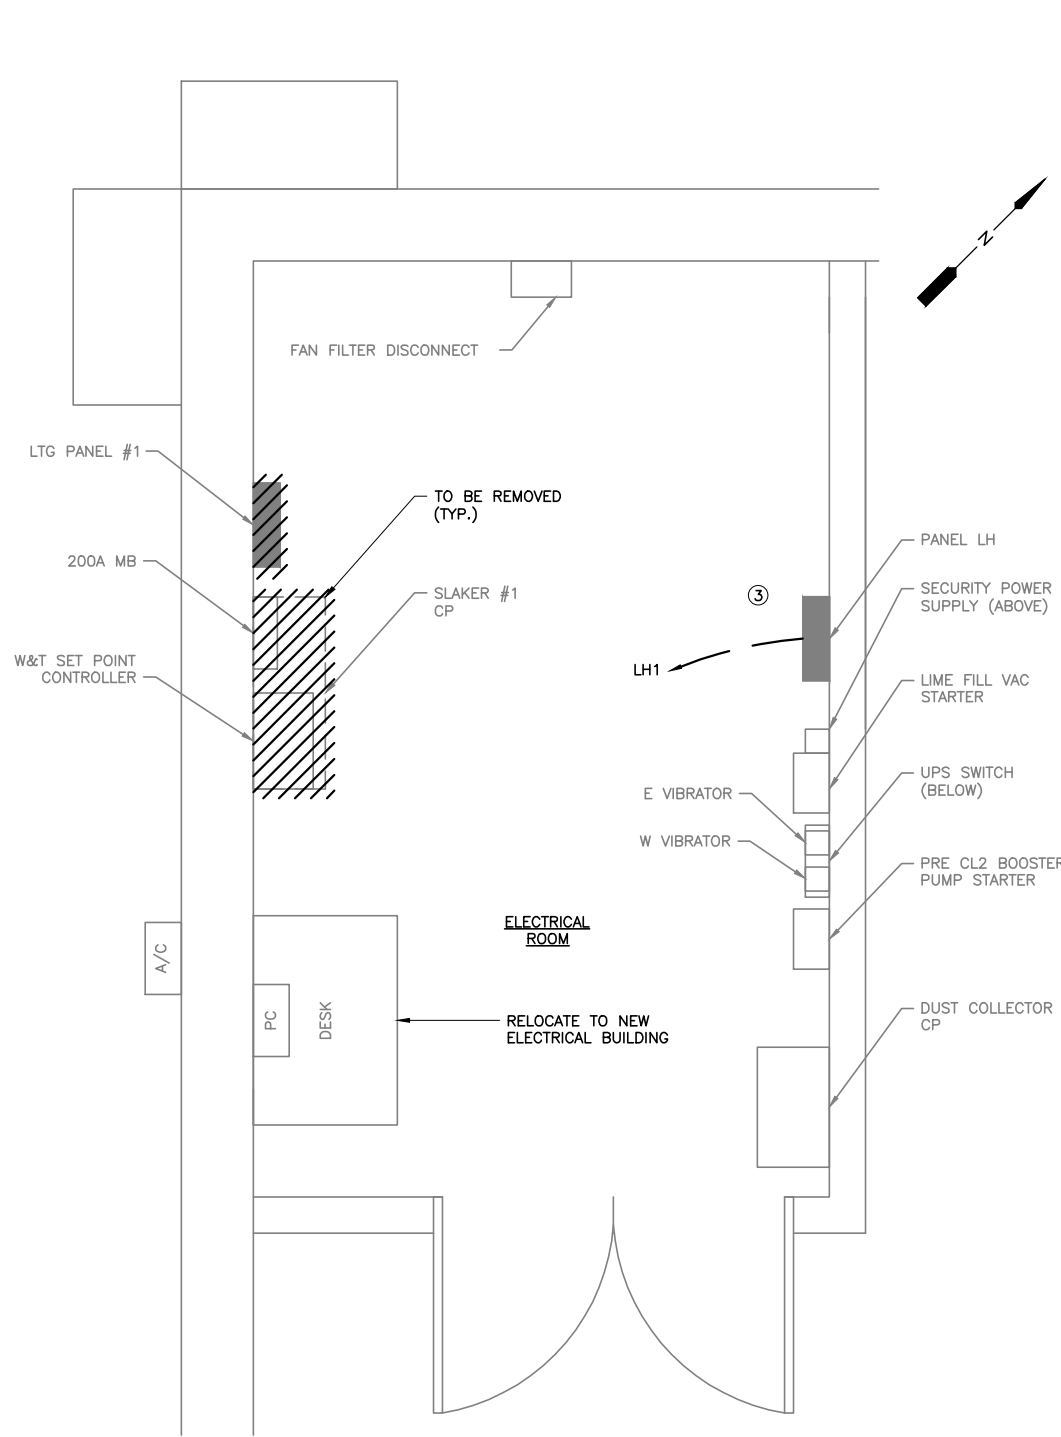 N
FAN FILTER DISCONNECT
LTG PANEL #1
TO BE REMOVED
(TYP.)
200A MB
SLAKER #1
CP
W&T SET POINT
CONTROLLER
3
LH1
PANEL LH
SECURITY POWER
SUPPLY (ABOVE)
LIME FILL VAC
STARTER
UPS SWITCH
(BELOW)
E VIBRATOR
W VIBRATOR
PRE CL2 BOOSTER
PUMP STARTER
ELECTRICAL
ROOM
A/C
PC
DESK
RELOCATE TO NEW
ELECTRICAL BUILDING
DUST COLLECTOR
CP